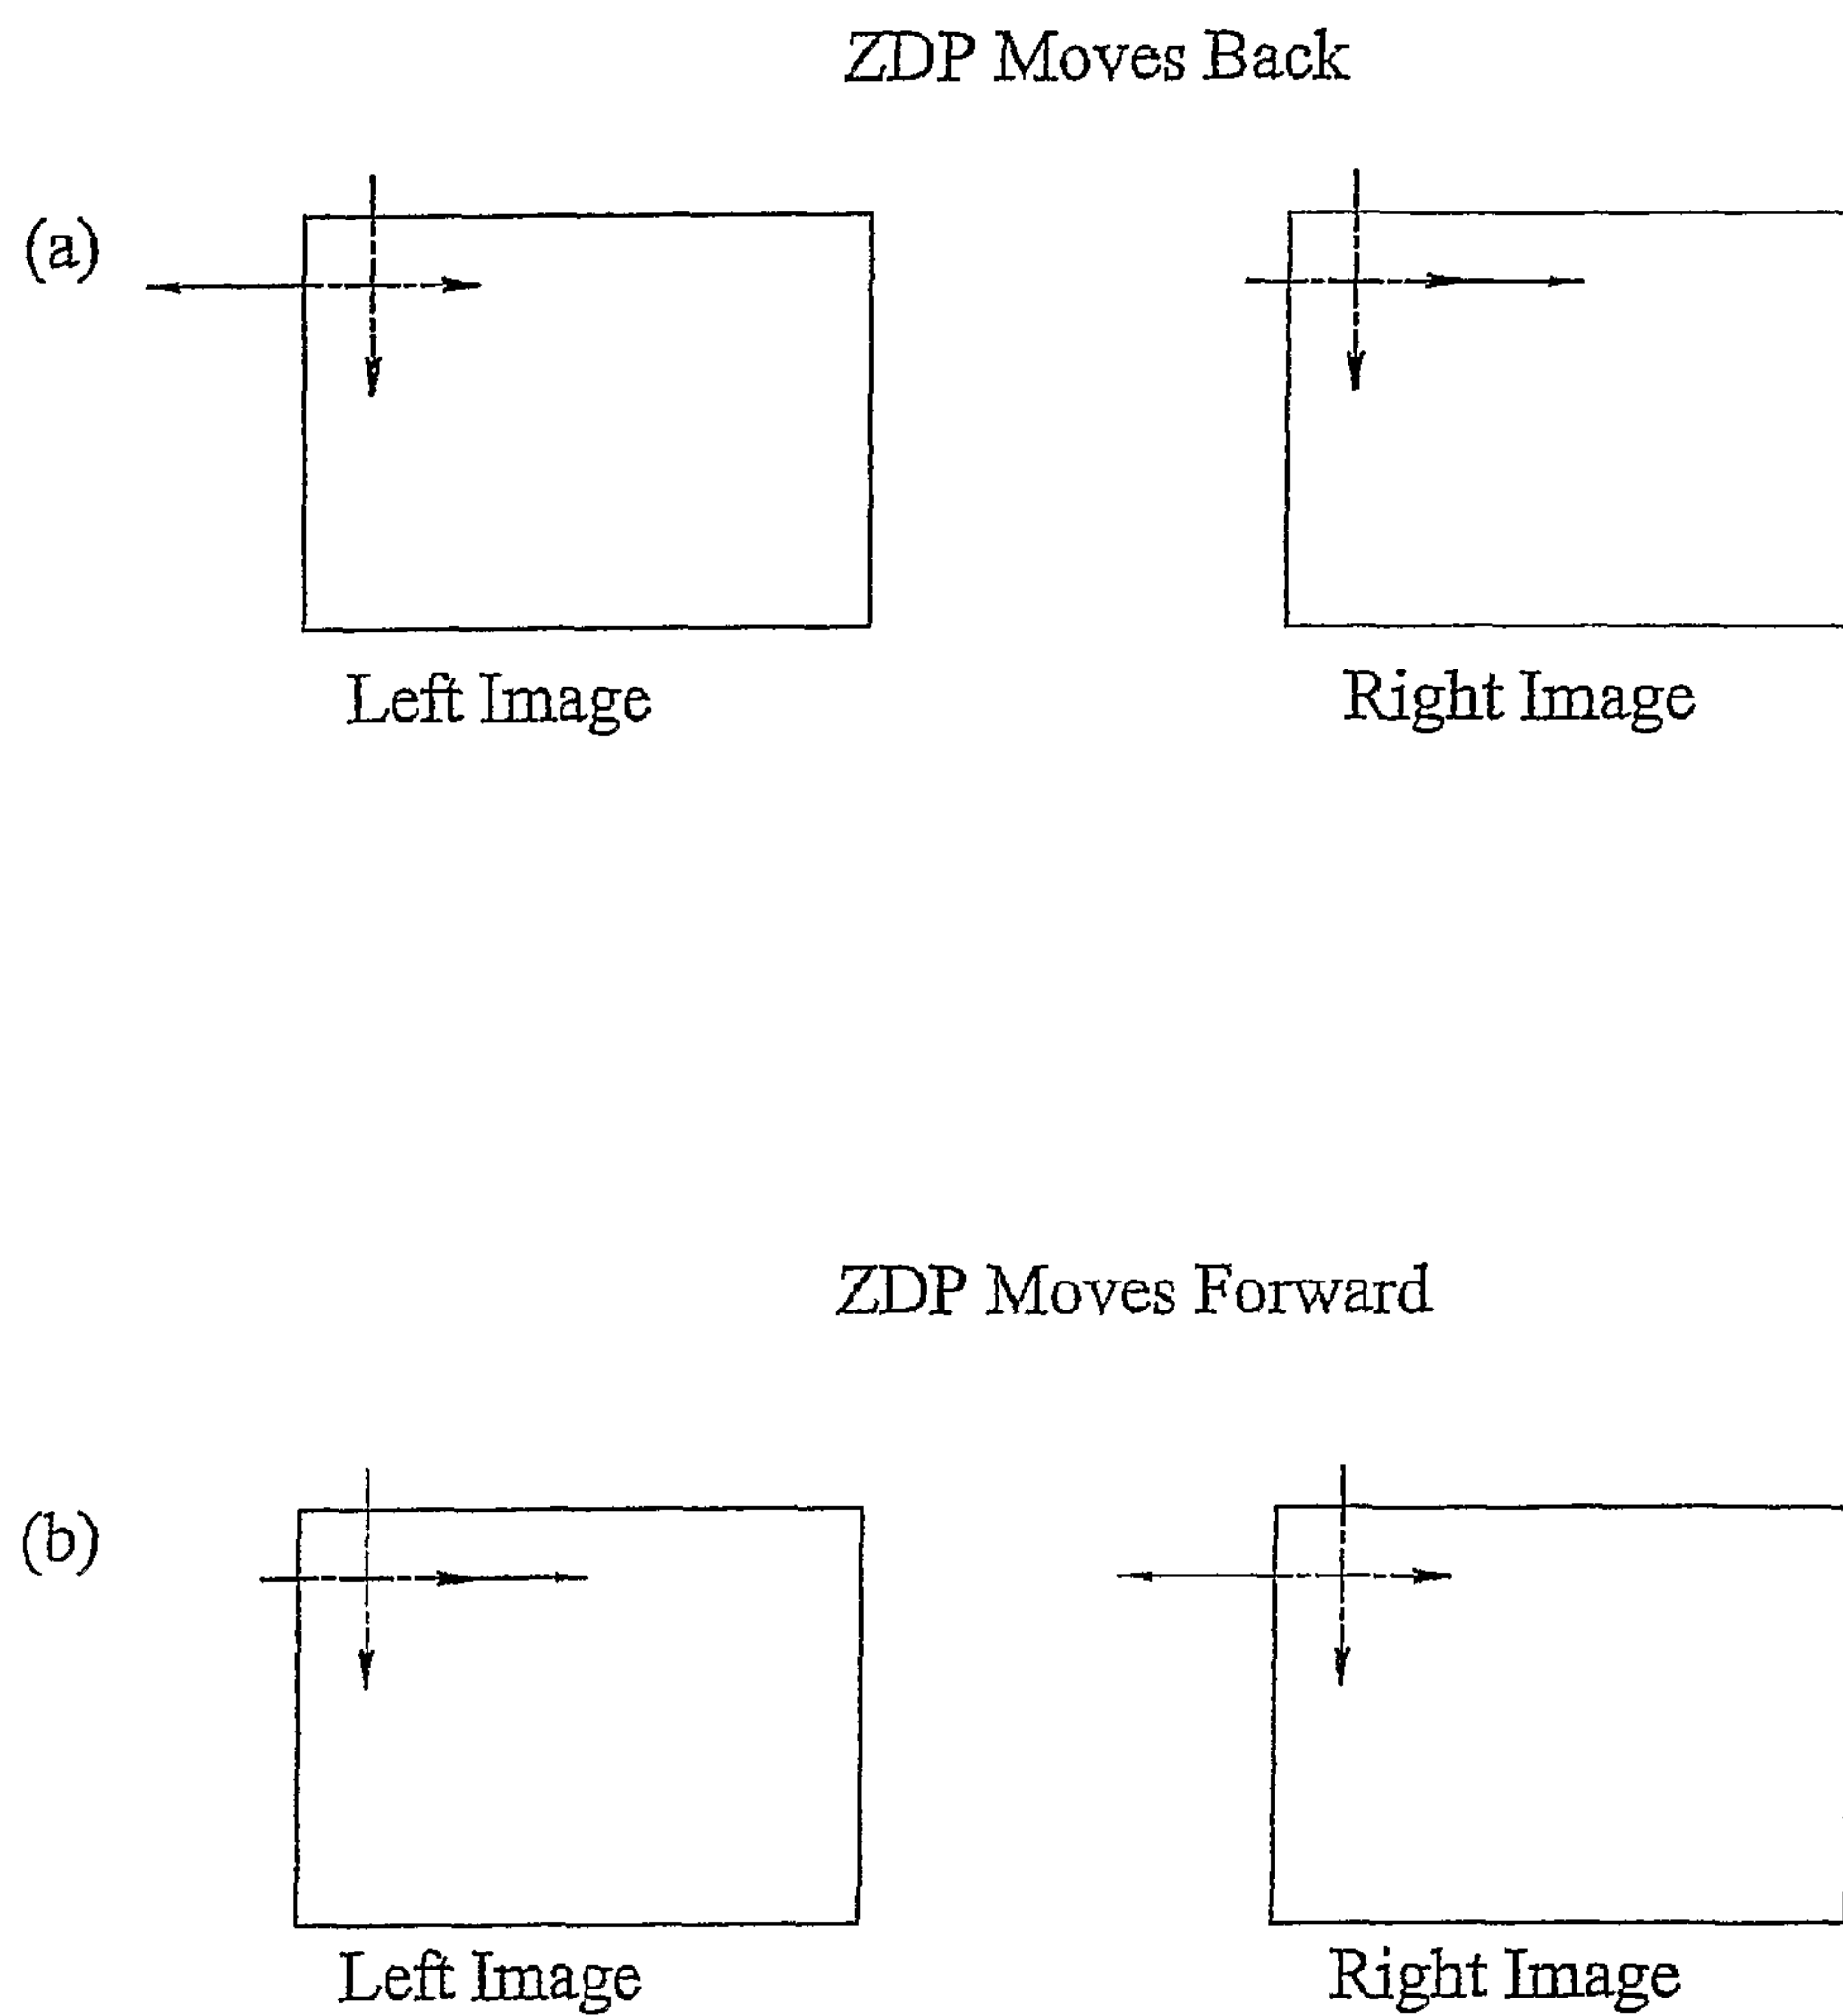 ZDP Moves Back
(a)
Left Image Right Image
ZDP Moves Forward
(b)
Left Image Right Image